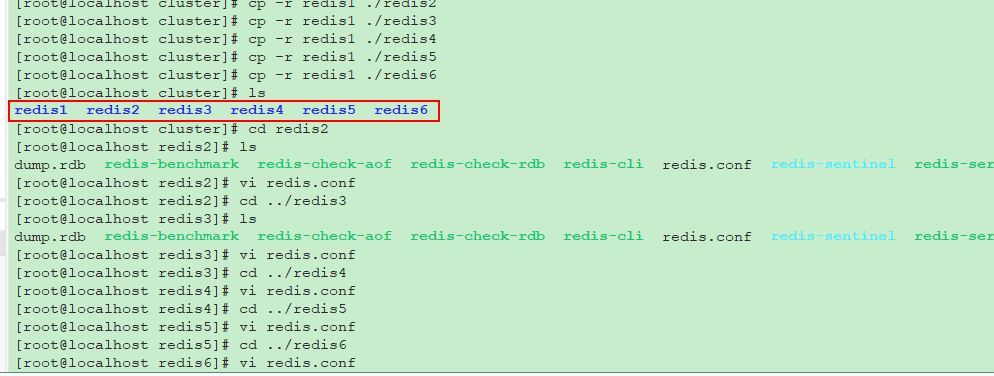 [root@localhost cluster]# cp -r redis1 ./redis2
[root@localhost cluster]# cp -r redis1 ./redis3
[root@localhost cluster]# cp -r redis1 ./redis4
[root@localhost cluster]# cp -r redis1 ./redis5
[root@localhost cluster]# cp -r redis1 ./redis6
[root@localhost cluster]# ls
redis1  redis2  redis3  redis4  redis5  redis6
[root@localhost cluster]# cd redis2
[root@localhost redis2]# ls
dump.rdb  redis-benchmark  redis-check-aof  redis-check-rdb  redis-cli  redis.conf  redis-sentinel  redis-ser
[root@localhost redis2]# vi redis.conf
[root@localhost redis2]# cd ../redis3
[root@localhost redis3]# ls
dump.rdb  redis-benchmark  redis-check-aof  redis-check-rdb  redis-cli  redis.conf  redis-sentinel  redis-ser
[root@localhost redis3]# vi redis.conf
[root@localhost redis3]# cd ../redis4
[root@localhost redis4]# vi redis.conf
[root@localhost redis4]# cd ../redis5
[root@localhost redis5]# vi redis.conf
[root@localhost redis5]# cd ../redis6
[root@localhost redis6]# vi redis.conf